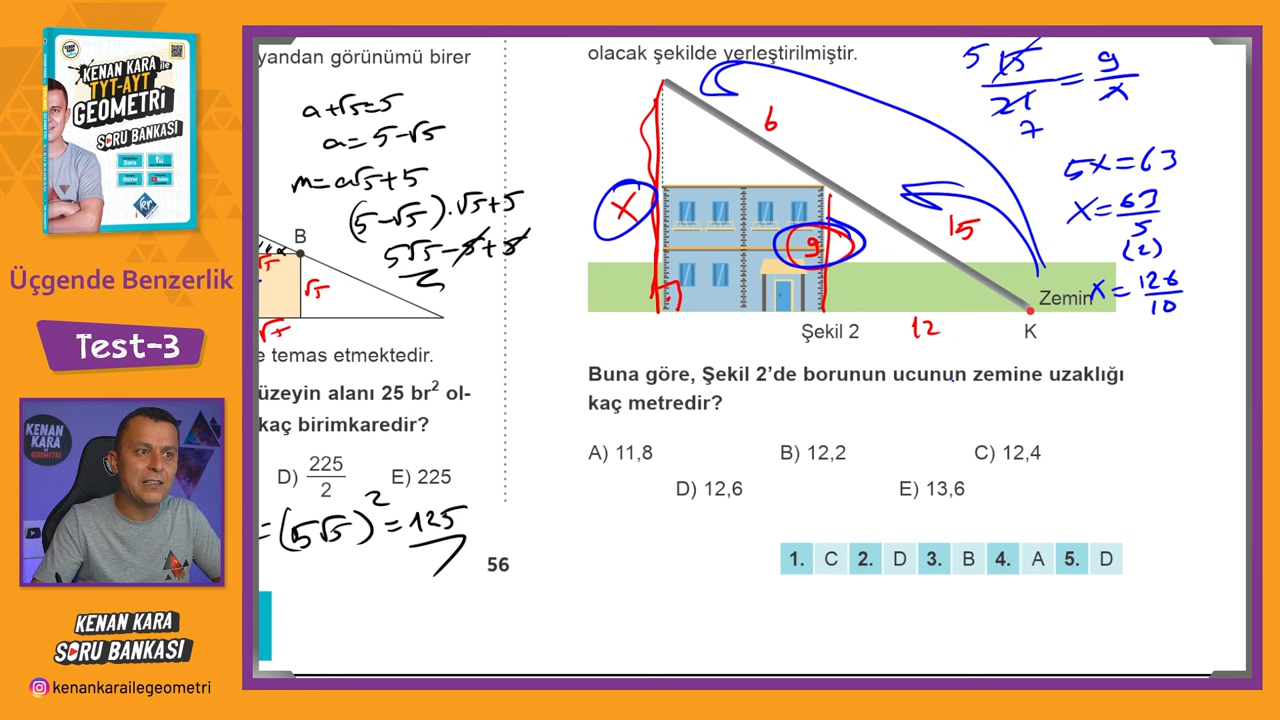 KENAN KARA ile
TYT-AYT
GEOMETRİ
SORU BANKASI
Üçgende Benzerlik
Test-3
KENAN
KARA
KENAN KARA
SORU BANKASI
kenankarailegeometri
yandan görünümü birer
a+√5=5
a=5-√5
m=a√5+5
(5-√5).√5+5
5√5-5+5
B
√5
√5
√5
e temas etmektedir.
üzeyin alanı 25 br² ol-
kaç birimkaredir?
D) 225/2 E) 225
=(5√5)²=125
56
olacak şekilde yerleştirilmiştir.
5 15/21 = 9/x
7
6
5x=63
x=63/5
(2)
x=126/10
X
9
15
Zemin
Şekil 2
12
K
Buna göre, Şekil 2'de borunun ucunun zemine uzaklığı
kaç metredir?
A) 11,8 B) 12,2 C) 12,4
D) 12,6 E) 13,6
1. C 2. D 3. B 4. A 5. D